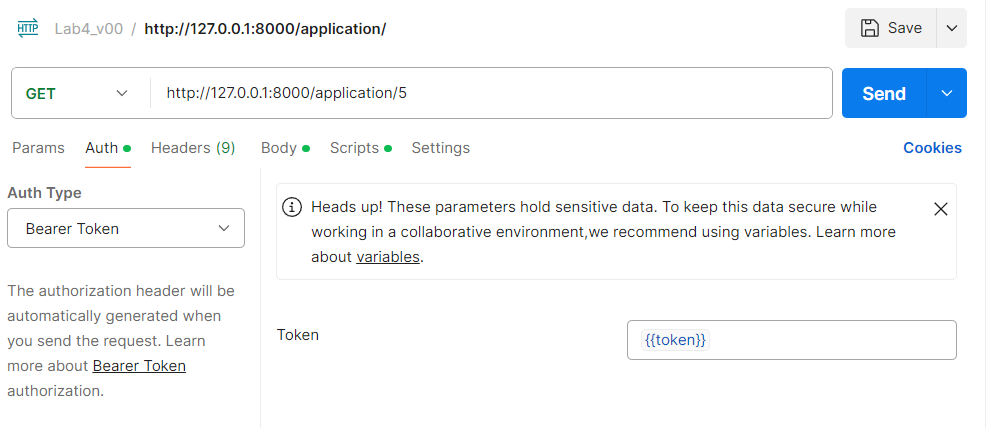 HTTP Lab4_v00 / http://127.0.0.1:8000/application/ Save
GET http://127.0.0.1:8000/application/5 Send
Params Auth Headers (9) Body Scripts Settings Cookies
Auth Type
Bearer Token
The authorization header will be
automatically generated when
you send the request. Learn
more about Bearer Token
authorization.
Heads up! These parameters hold sensitive data. To keep this data secure while
working in a collaborative environment,we recommend using variables. Learn more
about variables.
Token {{token}}